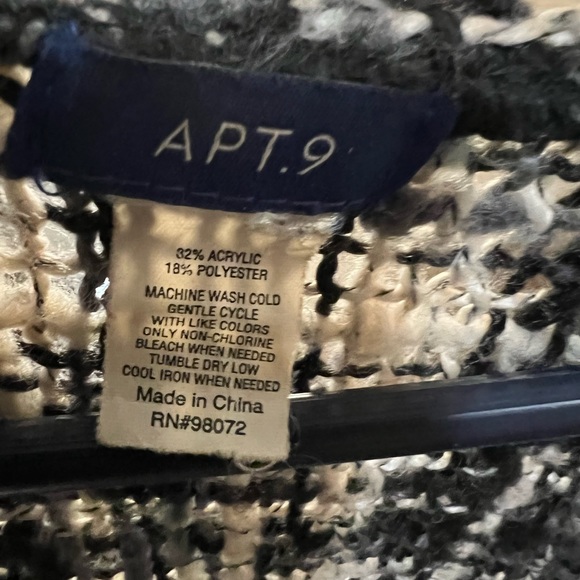 APT.9
82% ACRYLIC
18% POLYESTER
MACHINE WASH COLD
GENTLE CYCLE
WITH LIKE COLORS
ONLY NON-CHLORINE
BLEACH WHEN NEEDED
TUMBLE DRY LOW
COOL IRON WHEN NEEDED
Made in China
RN#98072